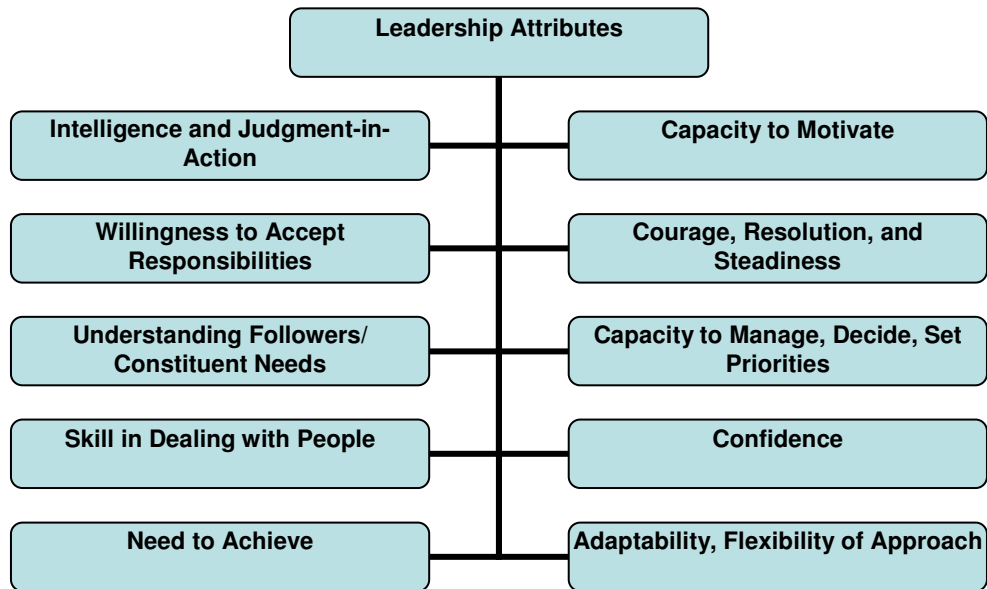 Leadership Attributes
Intelligence and Judgment-in-
Action
Capacity to Motivate
Willingness to Accept
Responsibilities
Courage, Resolution, and
Steadiness
Understanding Followers/
Constituent Needs
Capacity to Manage, Decide, Set
Priorities
Skill in Dealing with People
Confidence
Need to Achieve
Adaptability, Flexibility of Approach